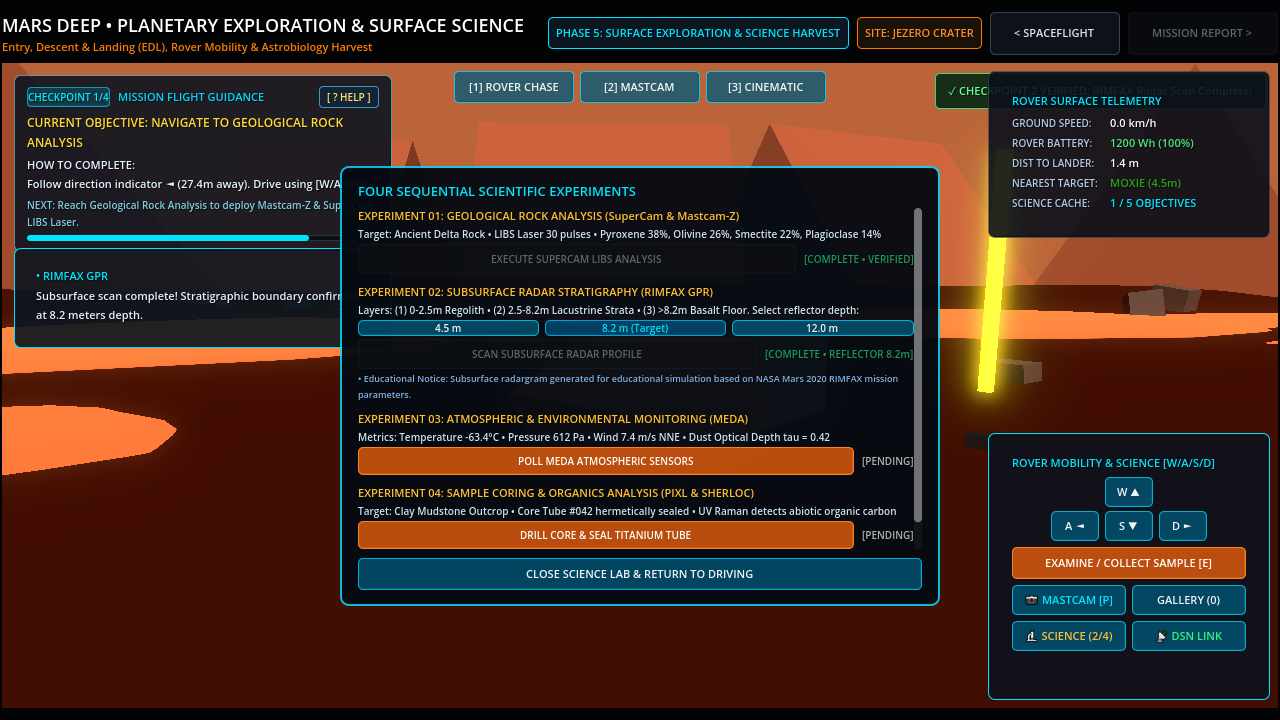 MARS DEEP • PLANETARY EXPLORATION & SURFACE SCIENCE
Entry, Descent & Landing (EDL), Rover Mobility & Astrobiology Harvest
PHASE 5: SURFACE EXPLORATION & SCIENCE HARVEST
SITE: JEZERO CRATER
< SPACEFLIGHT
MISSION REPORT >
CHECKPOINT 1/4
MISSION FLIGHT GUIDANCE
[ ? HELP ]
CURRENT OBJECTIVE: NAVIGATE TO GEOLOGICAL ROCK
ANALYSIS
HOW TO COMPLETE:
Follow direction indicator ◄ (27.4m away). Drive using [W/A
NEXT: Reach Geological Rock Analysis to deploy Mastcam-Z & Sup
LIBS Laser.
• RIMFAX GPR
Subsurface scan complete! Stratigraphic boundary confir
at 8.2 meters depth.
[1] ROVER CHASE
[2] MASTCAM
[3] CINEMATIC
✓ CHECKPOINT 2 VERIFIED: RIMFAX Radar Scan Complete!
ROVER SURFACE TELEMETRY
GROUND SPEED: 0.0 km/h
ROVER BATTERY: 1200 Wh (100%)
DIST TO LANDER: 1.4 m
NEAREST TARGET: MOXIE (4.5m)
SCIENCE CACHE: 1 / 5 OBJECTIVES
FOUR SEQUENTIAL SCIENTIFIC EXPERIMENTS
EXPERIMENT 01: GEOLOGICAL ROCK ANALYSIS (SuperCam & Mastcam-Z)
Target: Ancient Delta Rock • LIBS Laser 30 pulses • Pyroxene 38%, Olivine 26%, Smectite 22%, Plagioclase 14%
EXECUTE SUPERCAM LIBS ANALYSIS
[COMPLETE • VERIFIED]
EXPERIMENT 02: SUBSURFACE RADAR STRATIGRAPHY (RIMFAX GPR)
Layers: (1) 0-2.5m Regolith • (2) 2.5-8.2m Lacustrine Strata • (3) >8.2m Basalt Floor. Select reflector depth:
4.5 m
8.2 m (Target)
12.0 m
SCAN SUBSURFACE RADAR PROFILE
[COMPLETE • REFLECTOR 8.2m]
• Educational Notice: Subsurface radargram generated for educational simulation based on NASA Mars 2020 RIMFAX mission
parameters.
EXPERIMENT 03: ATMOSPHERIC & ENVIRONMENTAL MONITORING (MEDA)
Metrics: Temperature -63.4°C • Pressure 612 Pa • Wind 7.4 m/s NNE • Dust Optical Depth tau = 0.42
POLL MEDA ATMOSPHERIC SENSORS
[PENDING]
EXPERIMENT 04: SAMPLE CORING & ORGANICS ANALYSIS (PIXL & SHERLOC)
Target: Clay Mudstone Outcrop • Core Tube #042 hermetically sealed • UV Raman detects abiotic organic carbon
DRILL CORE & SEAL TITANIUM TUBE
[PENDING]
CLOSE SCIENCE LAB & RETURN TO DRIVING
ROVER MOBILITY & SCIENCE [W/A/S/D]
W ▲
A ◄
S ▼
D ►
EXAMINE / COLLECT SAMPLE [E]
MASTCAM [P]
GALLERY (0)
SCIENCE (2/4)
DSN LINK